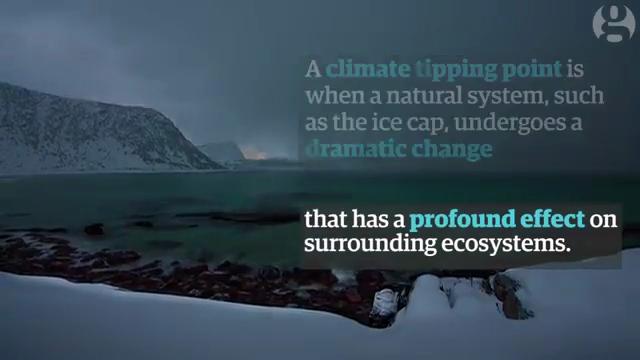 A climate tipping point is
when a natural system, such
as the ice cap, undergoes a
dramatic change
that has a profound effect on
surrounding ecosystems.